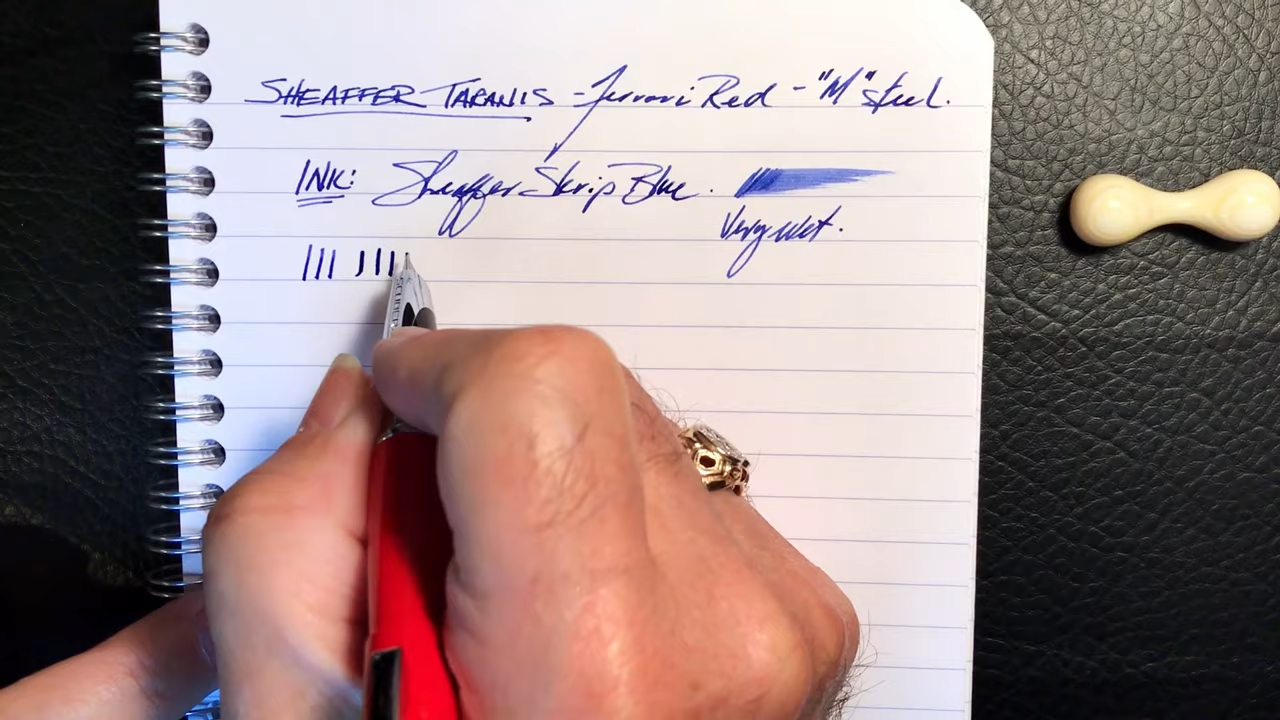 SHEAFFER TARANIS - Ferrari Red - "M" steel.
INK: Sheaffer Skrip Blue.
Very wet.